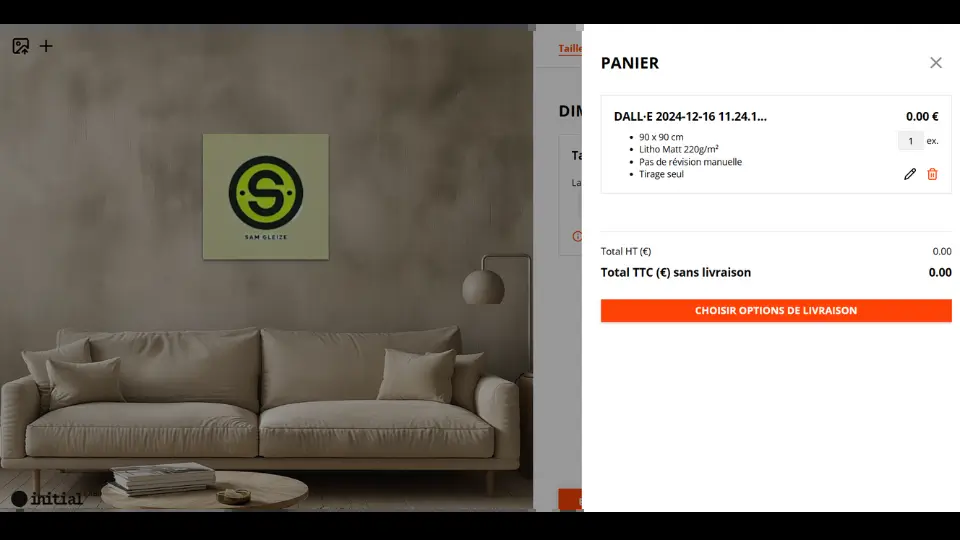 SAM GLEIZE
initial
Taille
DIM
Ta
La
PANIER
DALL·E 2024-12-16 11.24.1... 0.00 €
• 90 x 90 cm
1 ex.
• Litho Matt 220g/m²
• Pas de révision manuelle
• Tirage seul
Total HT (€) 0.00
Total TTC (€) sans livraison 0.00
CHOISIR OPTIONS DE LIVRAISON